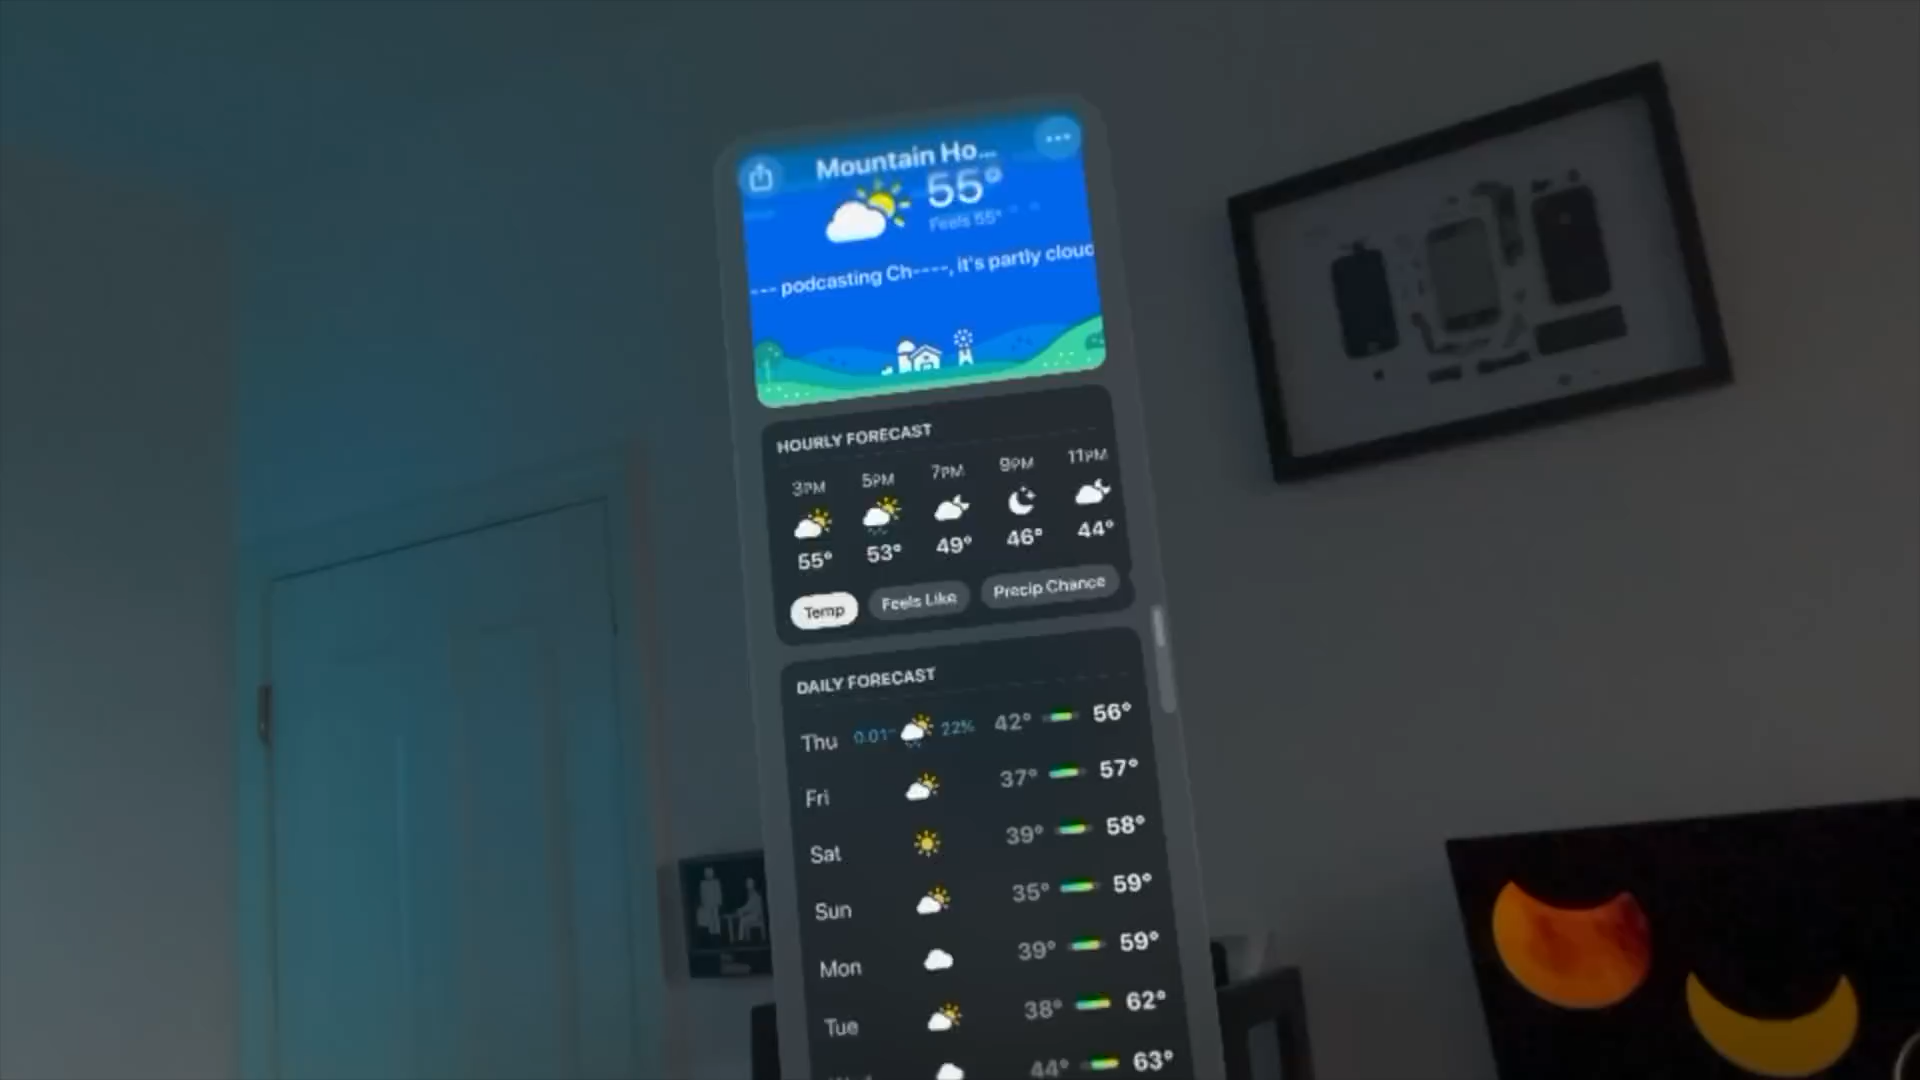 Mountain Ho...
55°
Feels 55°
--- podcasting Ch----, it's partly cloud
HOURLY FORECAST
3PM 5PM 7PM 9PM 11PM
55° 53° 49° 46° 44°
Temp Feels Like Precip Chance
DAILY FORECAST
Thu 0.01" 22% 42° 56°
Fri 37° 57°
Sat 39° 58°
Sun 35° 59°
Mon 39° 59°
Tue 38° 62°
44° 63°